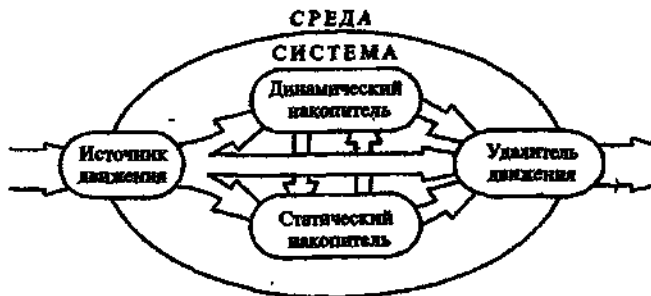 СРЕДА
СИСТЕМА
Динамический
накопитель
Источник
движения
Удалитель
движения
Статический
накопитель